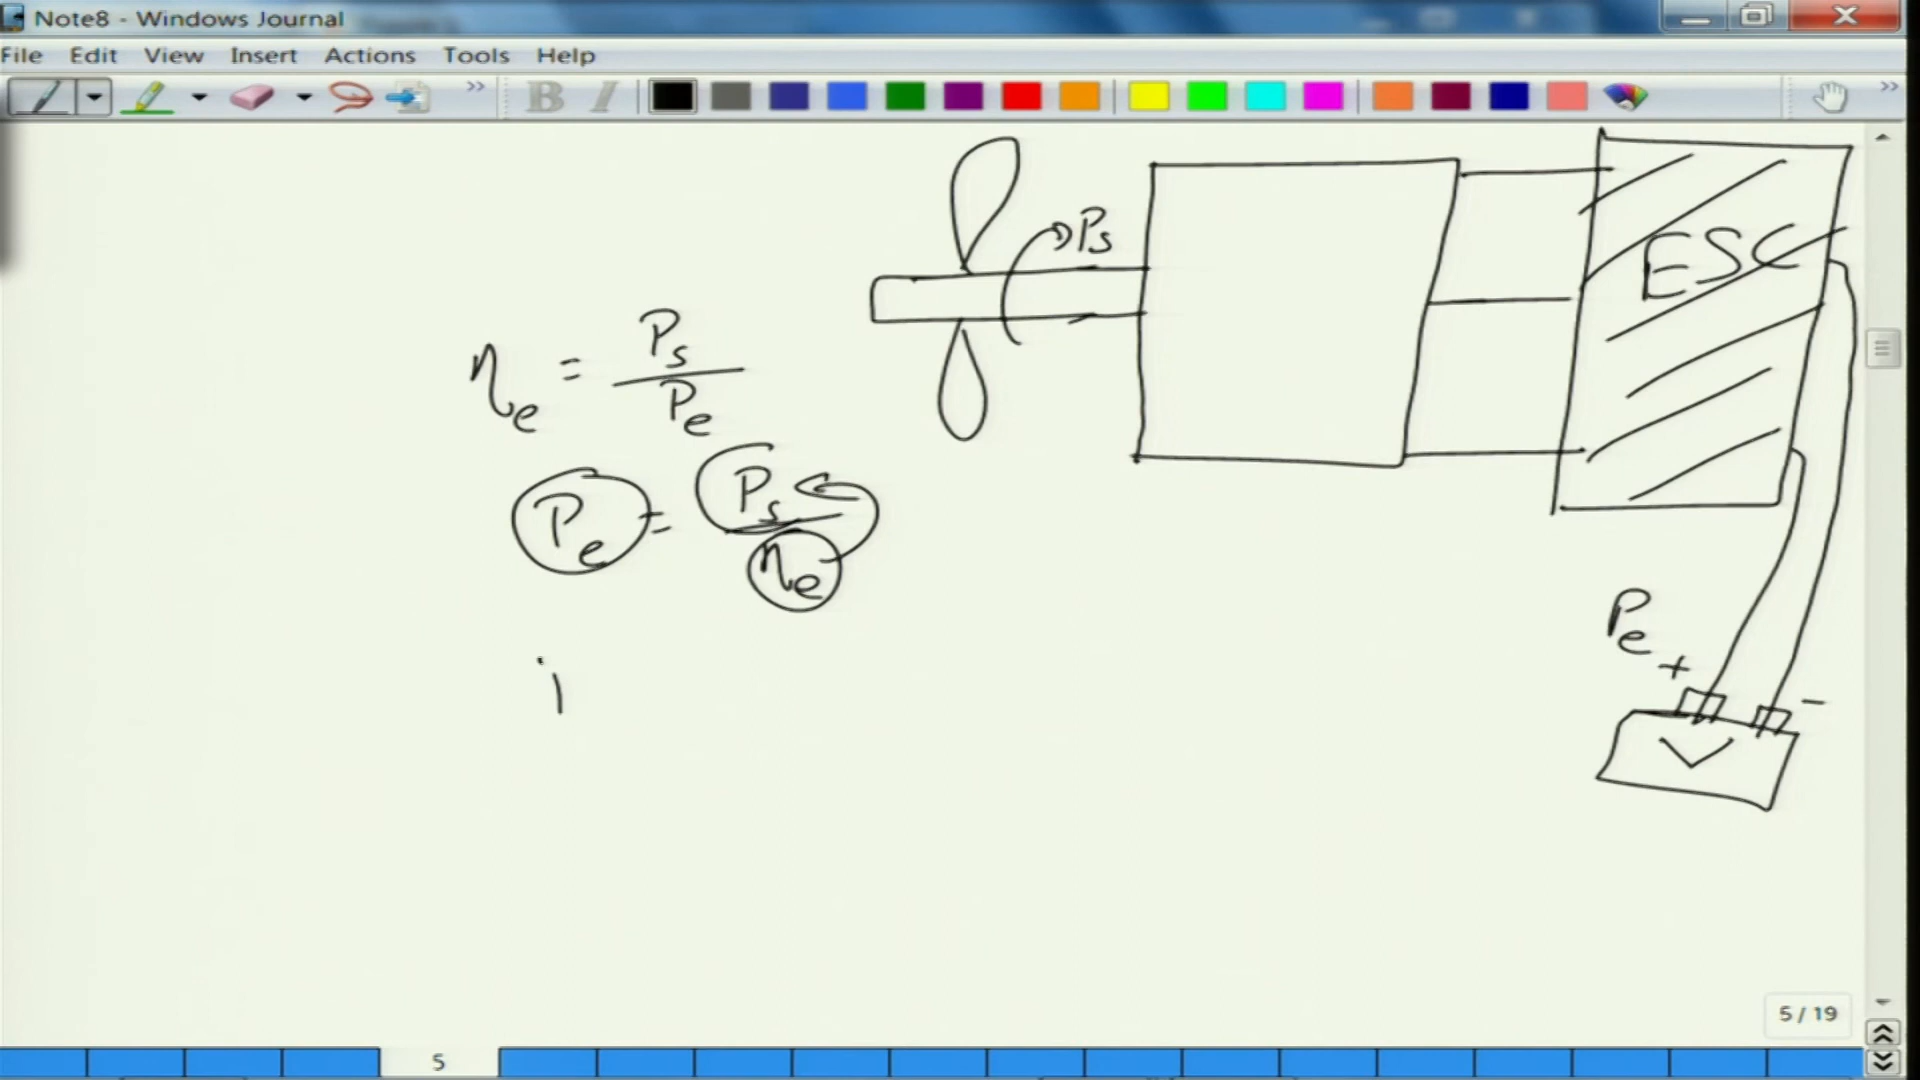 Note8 - Windows Journal
File Edit View Insert Actions Tools Help
B I
Ps
ESC
ηe = Ps / Pe
Pe = Ps / ηe
i
Pe
+ -
V
5 / 19
5